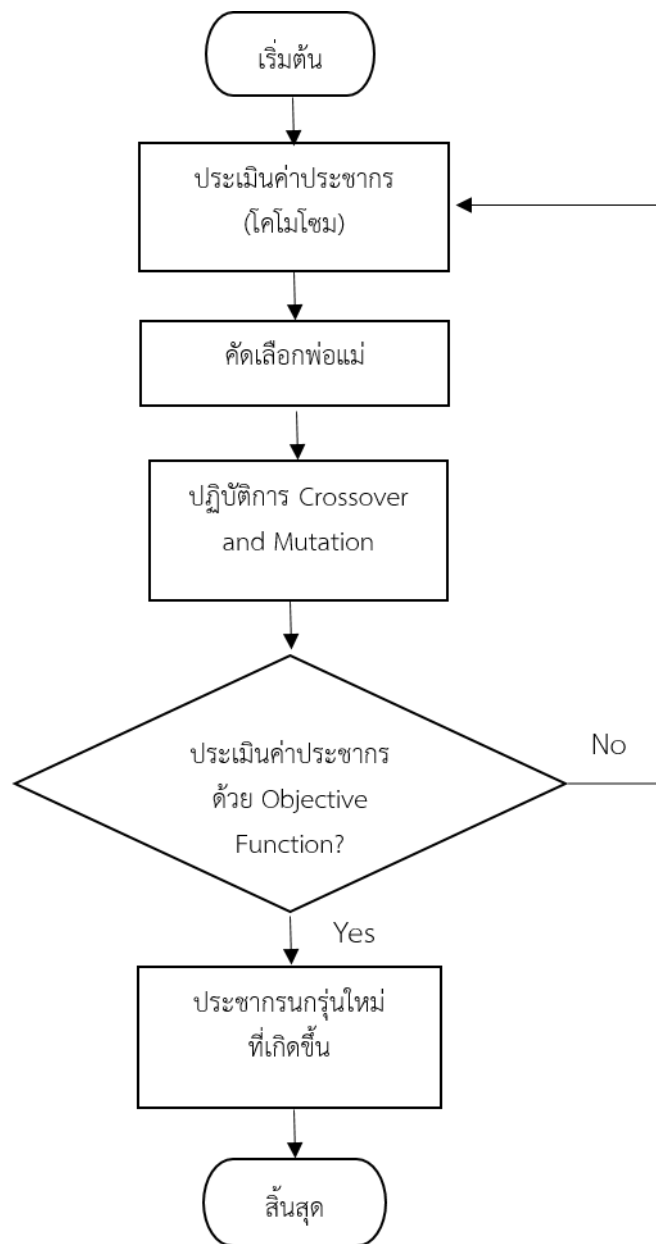 เริ่มต้น
ประเมินค่าประชากร
(โคโมโซม)
คัดเลือกพ่อแม่
ปฏิบัติการ Crossover
and Mutation
ประเมินค่าประชากร
ด้วย Objective
Function?
No
Yes
ประชากรนกรุ่นใหม่
ที่เกิดขึ้น
สิ้นสุด